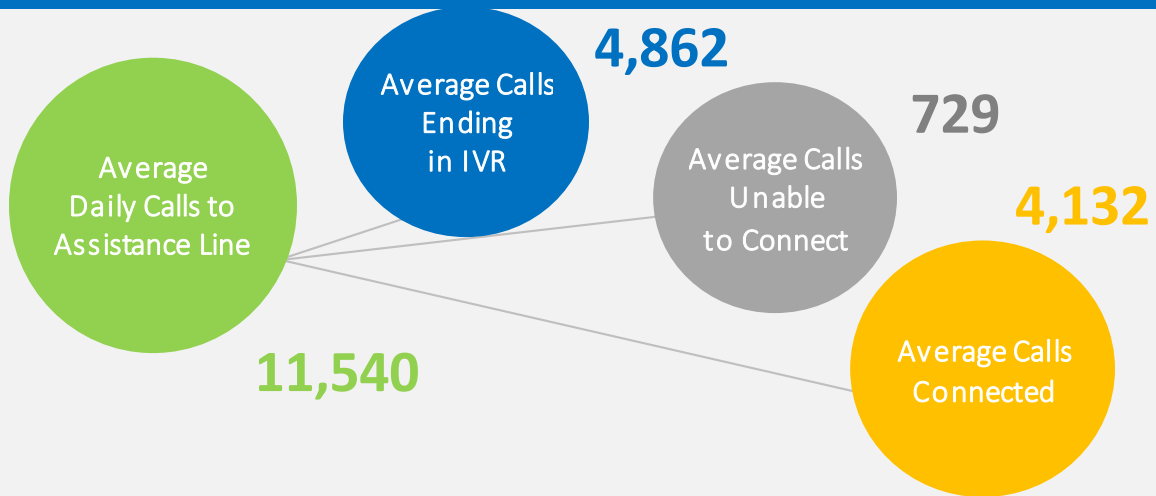 Average
Daily Calls to
Assistance Line
11,540
Average Calls
Ending
in IVR
4,862
Average Calls
Unable
to Connect
729
Average Calls
Connected
4,132